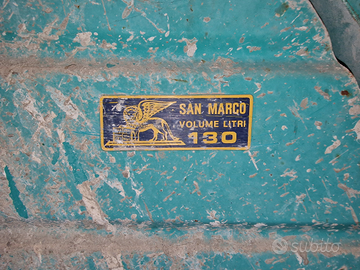 SAN MARCO
VOLUME LITRI
130
subito